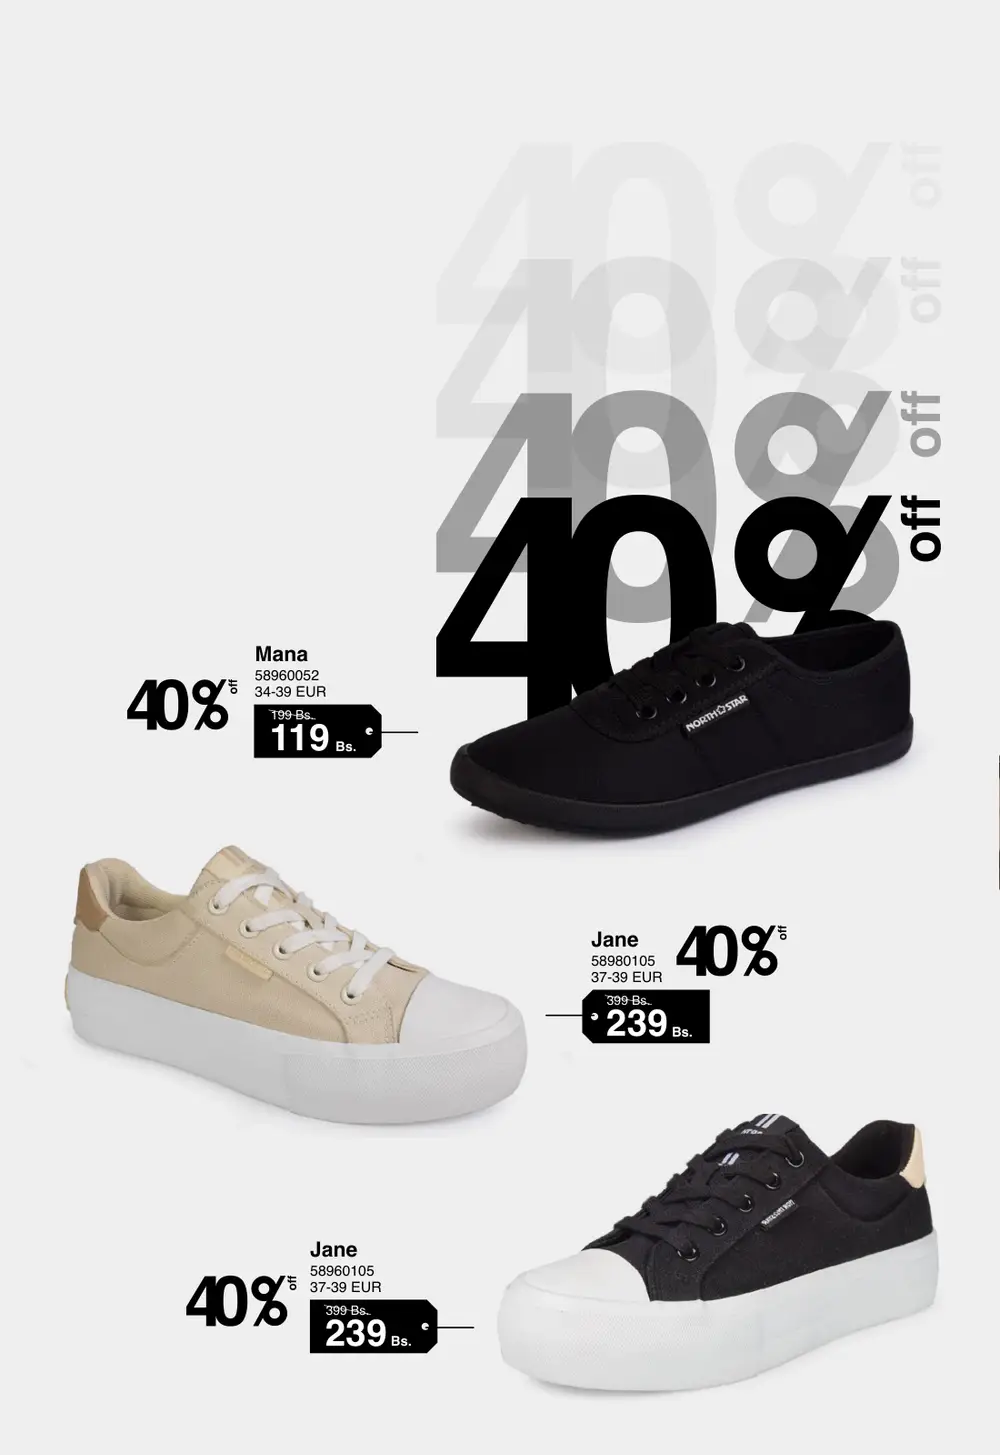 40% off
40% off
40% off
40% off
Mana
58960052
34-39 EUR
40% off
199 Bs.
119 Bs.
NORTH STAR
Jane
58980105
37-39 EUR
40% off
399 Bs.
239 Bs.
Jane
58960105
37-39 EUR
40% off
399 Bs.
239 Bs.